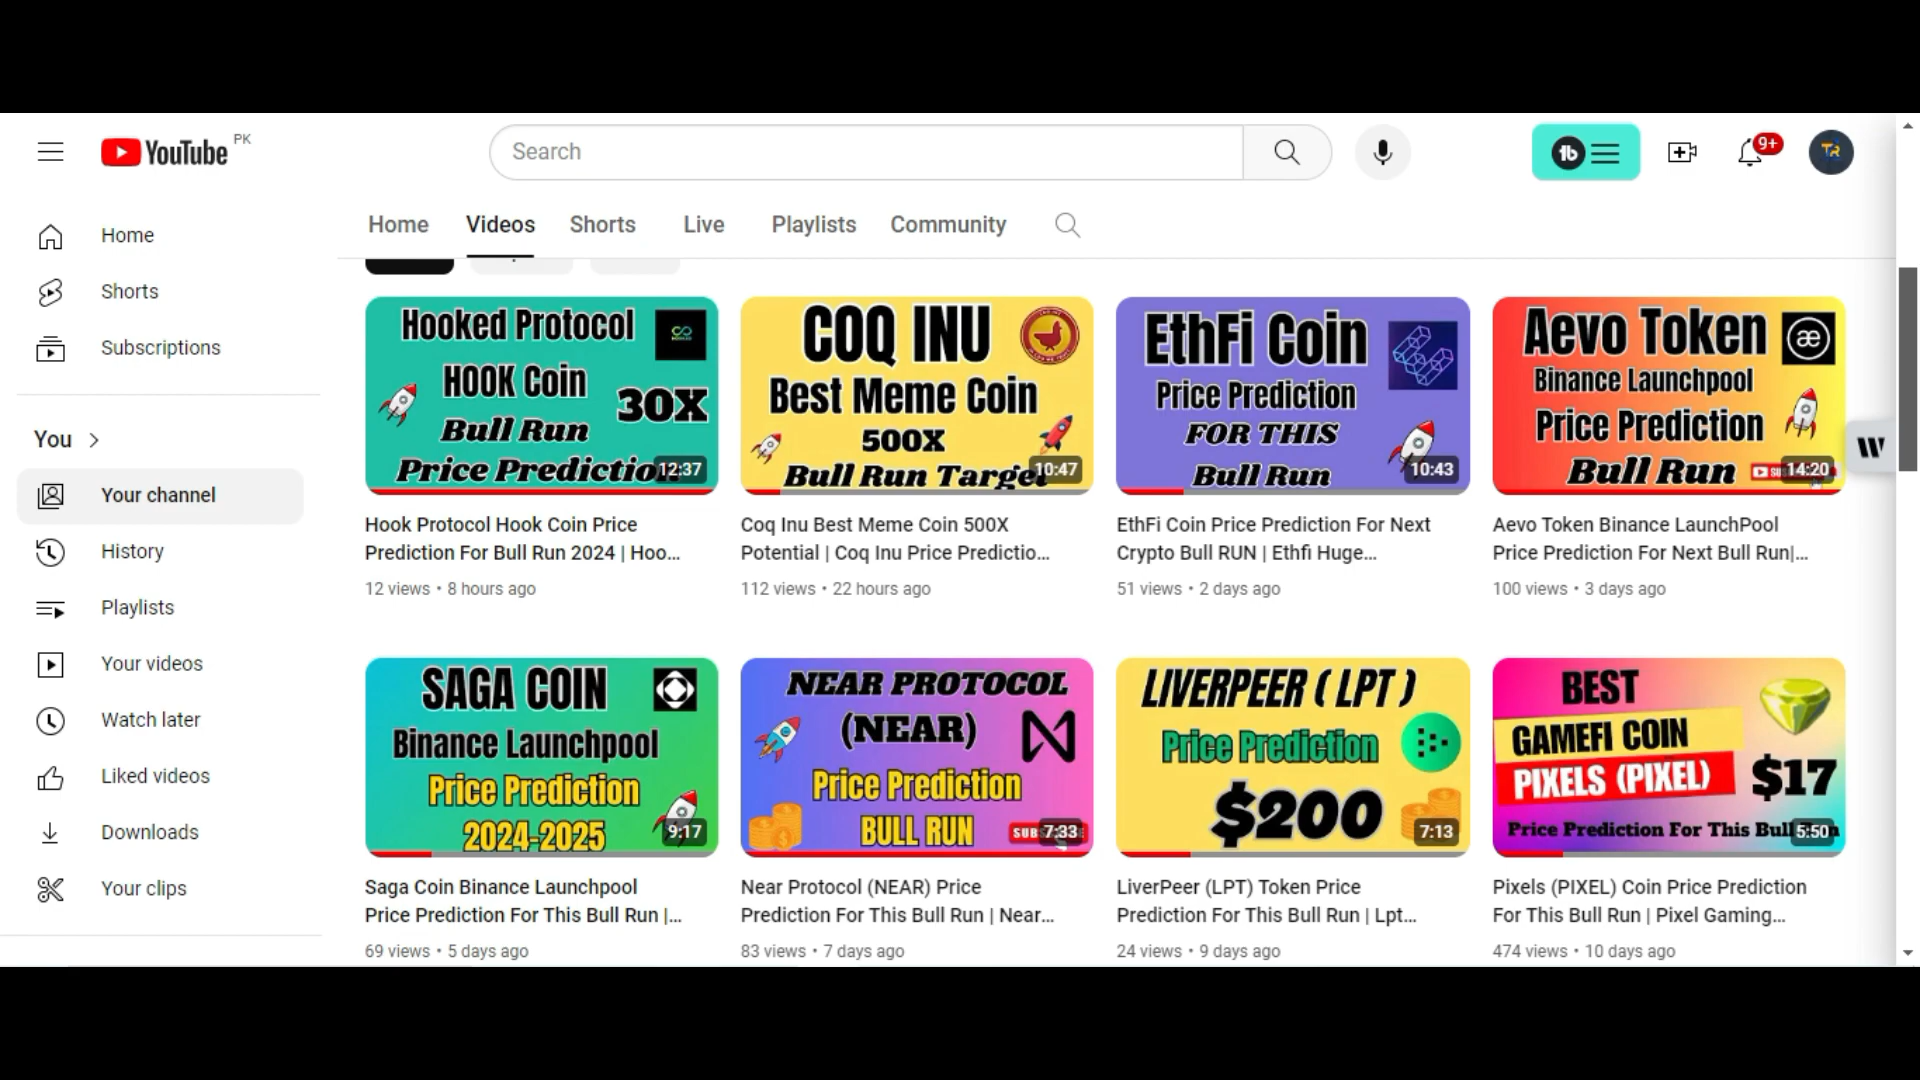 YouTube PK
Search
9+
Home
Shorts
Subscriptions
You
Your channel
History
Playlists
Your videos
Watch later
Liked videos
Downloads
Your clips
Home Videos Shorts Live Playlists Community
Hooked Protocol
HOOK Coin
30X
Bull Run
Price Prediction
12:37
Hook Protocol Hook Coin Price
Prediction For Bull Run 2024 | Hoo...
12 views • 8 hours ago
COQ INU
Best Meme Coin
500X
Bull Run Target
10:47
Coq Inu Best Meme Coin 500X
Potential | Coq Inu Price Predictio...
112 views • 22 hours ago
EthFi Coin
Price Prediction
FOR THIS
Bull Run
10:43
EthFi Coin Price Prediction For Next
Crypto Bull RUN | Ethfi Huge...
51 views • 2 days ago
Aevo Token
æ
Binance Launchpool
Price Prediction
Bull Run
14:20
Aevo Token Binance LaunchPool
Price Prediction For Next Bull Run|...
100 views • 3 days ago
SAGA COIN
Binance Launchpool
Price Prediction
2024-2025
9:17
Saga Coin Binance Launchpool
Price Prediction For This Bull Run |...
69 views • 5 days ago
NEAR PROTOCOL
(NEAR)
Price Prediction
BULL RUN
7:33
Near Protocol (NEAR) Price
Prediction For This Bull Run | Near...
83 views • 7 days ago
LIVERPEER ( LPT )
Price Prediction
$200
7:13
LiverPeer (LPT) Token Price
Prediction For This Bull Run | Lpt...
24 views • 9 days ago
BEST
GAMEFI COIN
PIXELS (PIXEL)
$17
Price Prediction For This Bull
5:50
Pixels (PIXEL) Coin Price Prediction
For This Bull Run | Pixel Gaming...
474 views • 10 days ago